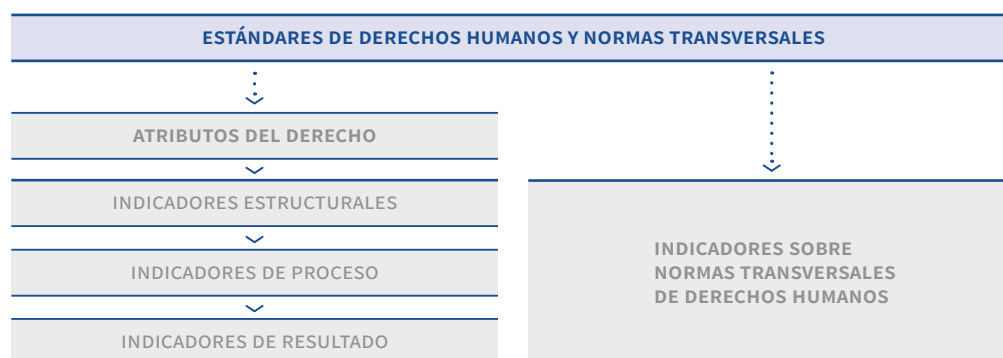 ESTÁNDARES DE DERECHOS HUMANOS Y NORMAS TRANSVERSALES
ATRIBUTOS DEL DERECHO
INDICADORES ESTRUCTURALES
INDICADORES DE PROCESO
INDICADORES DE RESULTADO
INDICADORES SOBRE
NORMAS TRANSVERSALES
DE DERECHOS HUMANOS